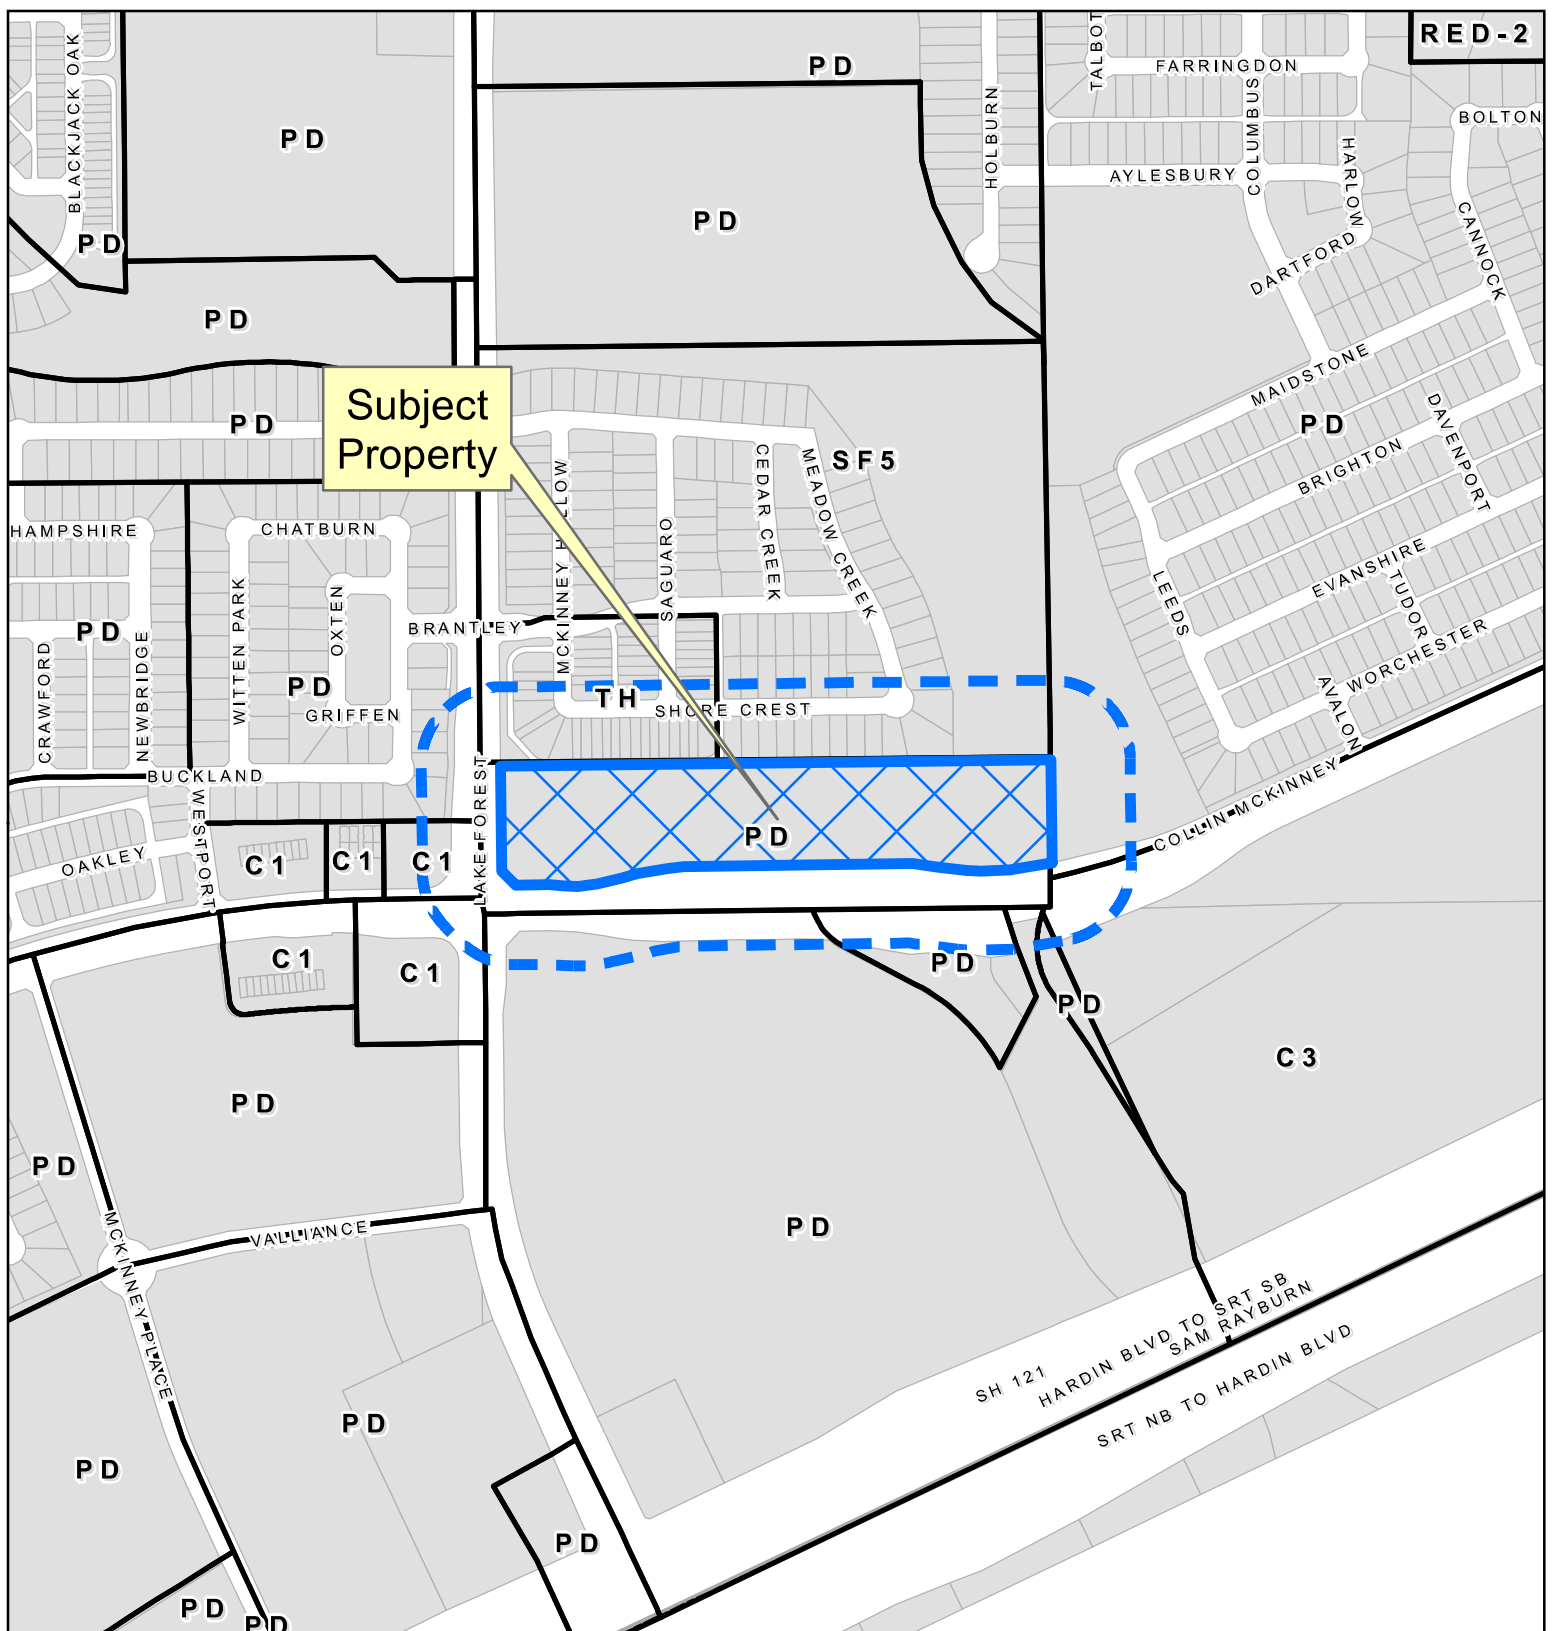 RED-2
PD
TALBOT
FARRINGDON
BLACKJACK OAK
PD
HOLBURN
COLUMBUS
BOLTON
HARLOW
AYLESBURY
PD
CANNOCK
PD
DARTFORD
PD
MAIDSTONE
Subject
Property
PD
SF5
PD
DAVENPORT
BRIGHTON
HAMPSHIRE
CHATBURN
MCKINNEY HOLLOW
SAGUARO
CEDAR CREEK
MEADOW CREEK
EVANSHIRE
TUDOR
LEEDS
WITTEN PARK
OXTEN
BRANTLEY
PD
NEWBRIDGE
CRAWFORD
WORCHESTER
PD
TH
SHORE CREST
GRIFFEN
AVALON
BUCKLAND
LAKE FOREST
COLLIN MCKINNEY
WESTPORT
PD
OAKLEY
C1
C1
C1
C1
C1
PD
PD
C3
PD
PD
MCKINNEY PLACE
VALLIANCE
PD
SH 121
HARDIN BLVD TO SRT SB
SAM RAYBURN
SRT NB TO HARDIN BLVD
PD
PD
PD
PD
PD